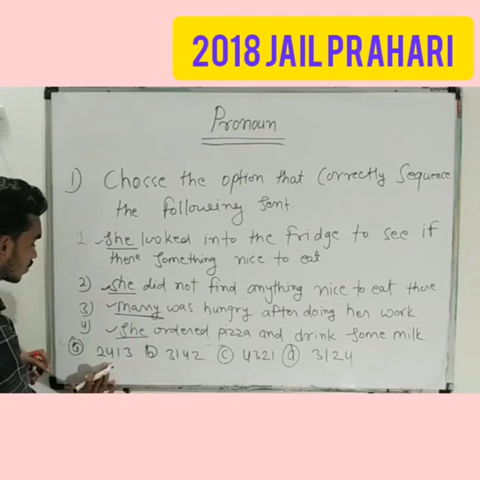 2018 JAIL PRAHARI
Pronoun
1) Chosse the option that Correctly Sequence
the following Sent
1. She looked into the fridge to see if
there something nice to eat
2) She did not find anything nice to eat there.
3) Marry was hungry after doing her work
4) She ordered pizza and drink some milk
a 2413 b 3142 c 4321 d 3124